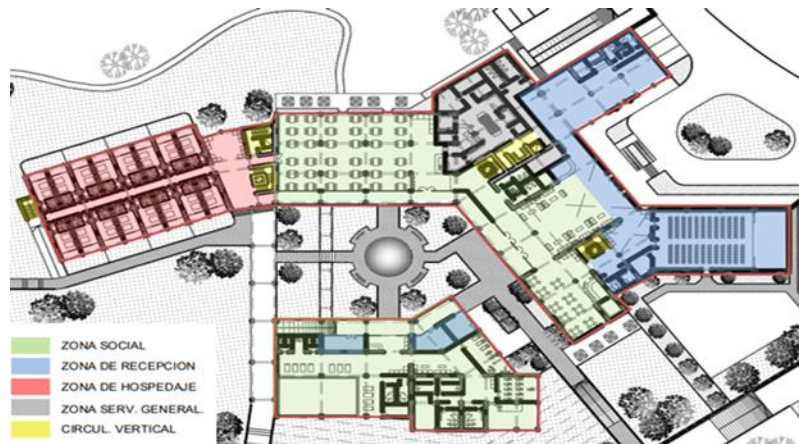 ZONA SOCIAL
ZONA DE RECEPCION
ZONA DE HOSPEDAJE
ZONA SERV. GENERAL.
CIRCUL. VERTICAL